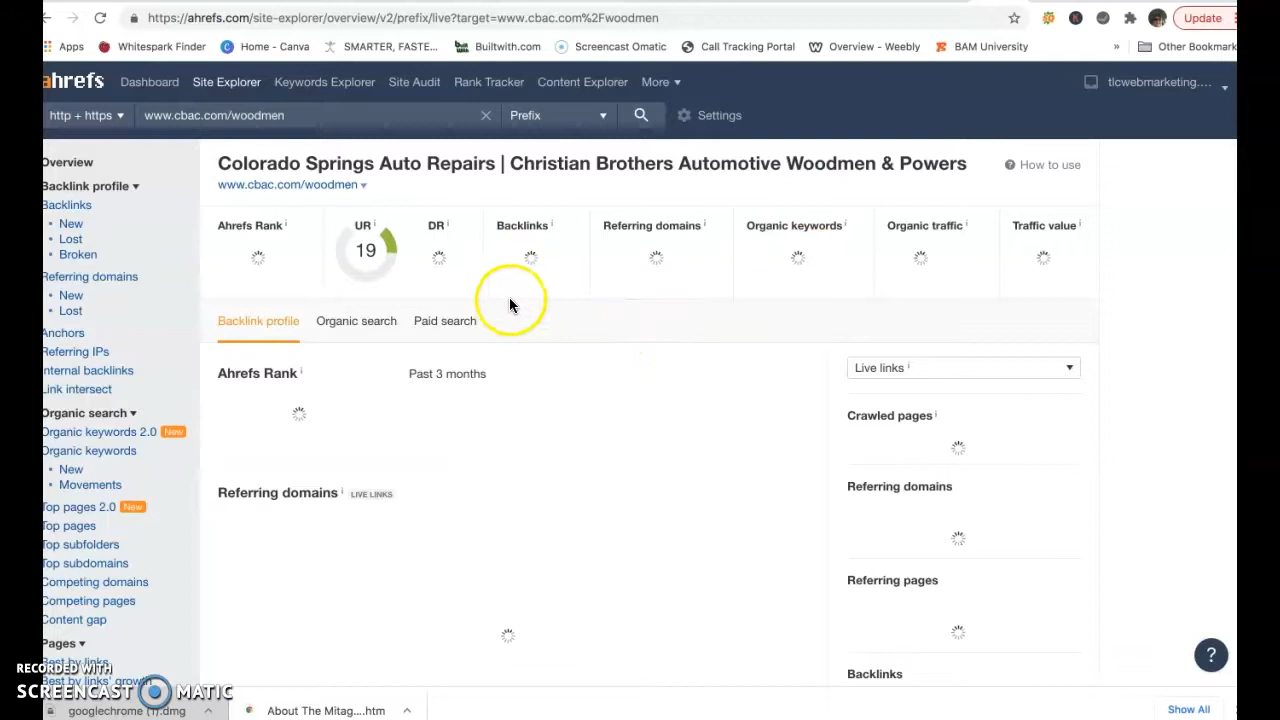 https://ahrefs.com/site-explorer/overview/v2/prefix/live?target=www.cbac.com%2Fwoodmen
Update
Apps
Whitespark Finder
Home - Canva
SMARTER, FASTE...
Builtwith.com
Screencast Omatic
Call Tracking Portal
Overview - Weebly
BAM University
»
Other Bookmark
ahrefs
Dashboard
Site Explorer
Keywords Explorer
Site Audit
Rank Tracker
Content Explorer
More
tlcwebmarketing....
http + https
www.cbac.com/woodmen
Prefix
Settings
Overview
Backlink profile
Backlinks
• New
• Lost
• Broken
Referring domains
• New
• Lost
Anchors
Referring IPs
Internal backlinks
Link intersect
Organic search
Organic keywords 2.0 New
Organic keywords
• New
• Movements
Top pages 2.0 New
Top pages
Top subfolders
Top subdomains
Competing domains
Competing pages
Content gap
Pages
Best by links
Best by links' growth
Colorado Springs Auto Repairs | Christian Brothers Automotive Woodmen & Powers
How to use
www.cbac.com/woodmen
Ahrefs Rank
UR
19
DR
Backlinks
Referring domains
Organic keywords
Organic traffic
Traffic value
Backlink profile
Organic search
Paid search
Ahrefs Rank
Past 3 months
Referring domains LIVE LINKS
Live links
Crawled pages
Referring domains
Referring pages
Backlinks
?
RECORDED WITH
SCREENCAST MATIC
googlechrome (1).dmg
About The Mitag....htm
Show All